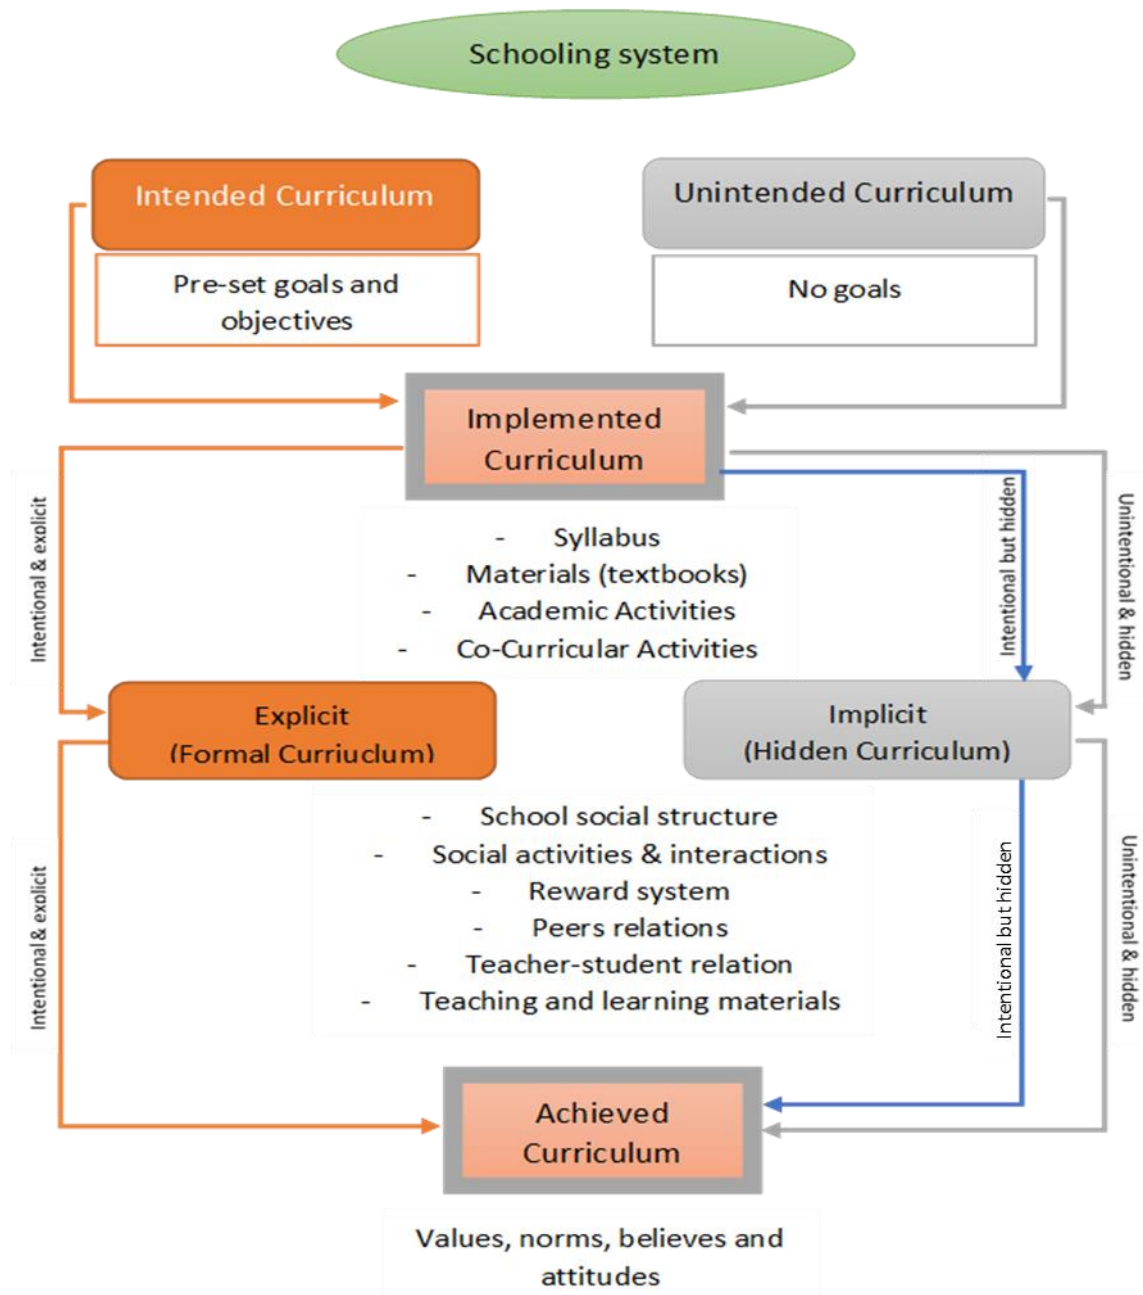 Schooling system
Intended Curriculum
Unintended Curriculum
Pre-set goals and
objectives
No goals
Implemented
Curriculum
Intentional & explicit
Intentional but hidden
Unintentional & hidden
- Syllabus
- Materials (textbooks)
- Academic Activities
- Co-Curricular Activities
Explicit
(Formal Curriuclum)
Implicit
(Hidden Curriculum)
- School social structure
- Social activities & interactions
- Reward system
- Peers relations
- Teacher-student relation
- Teaching and learning materials
Intentional & explicit
Intentional but hidden
Unintentional & hidden
Achieved
Curriculum
Values, norms, believes and
attitudes